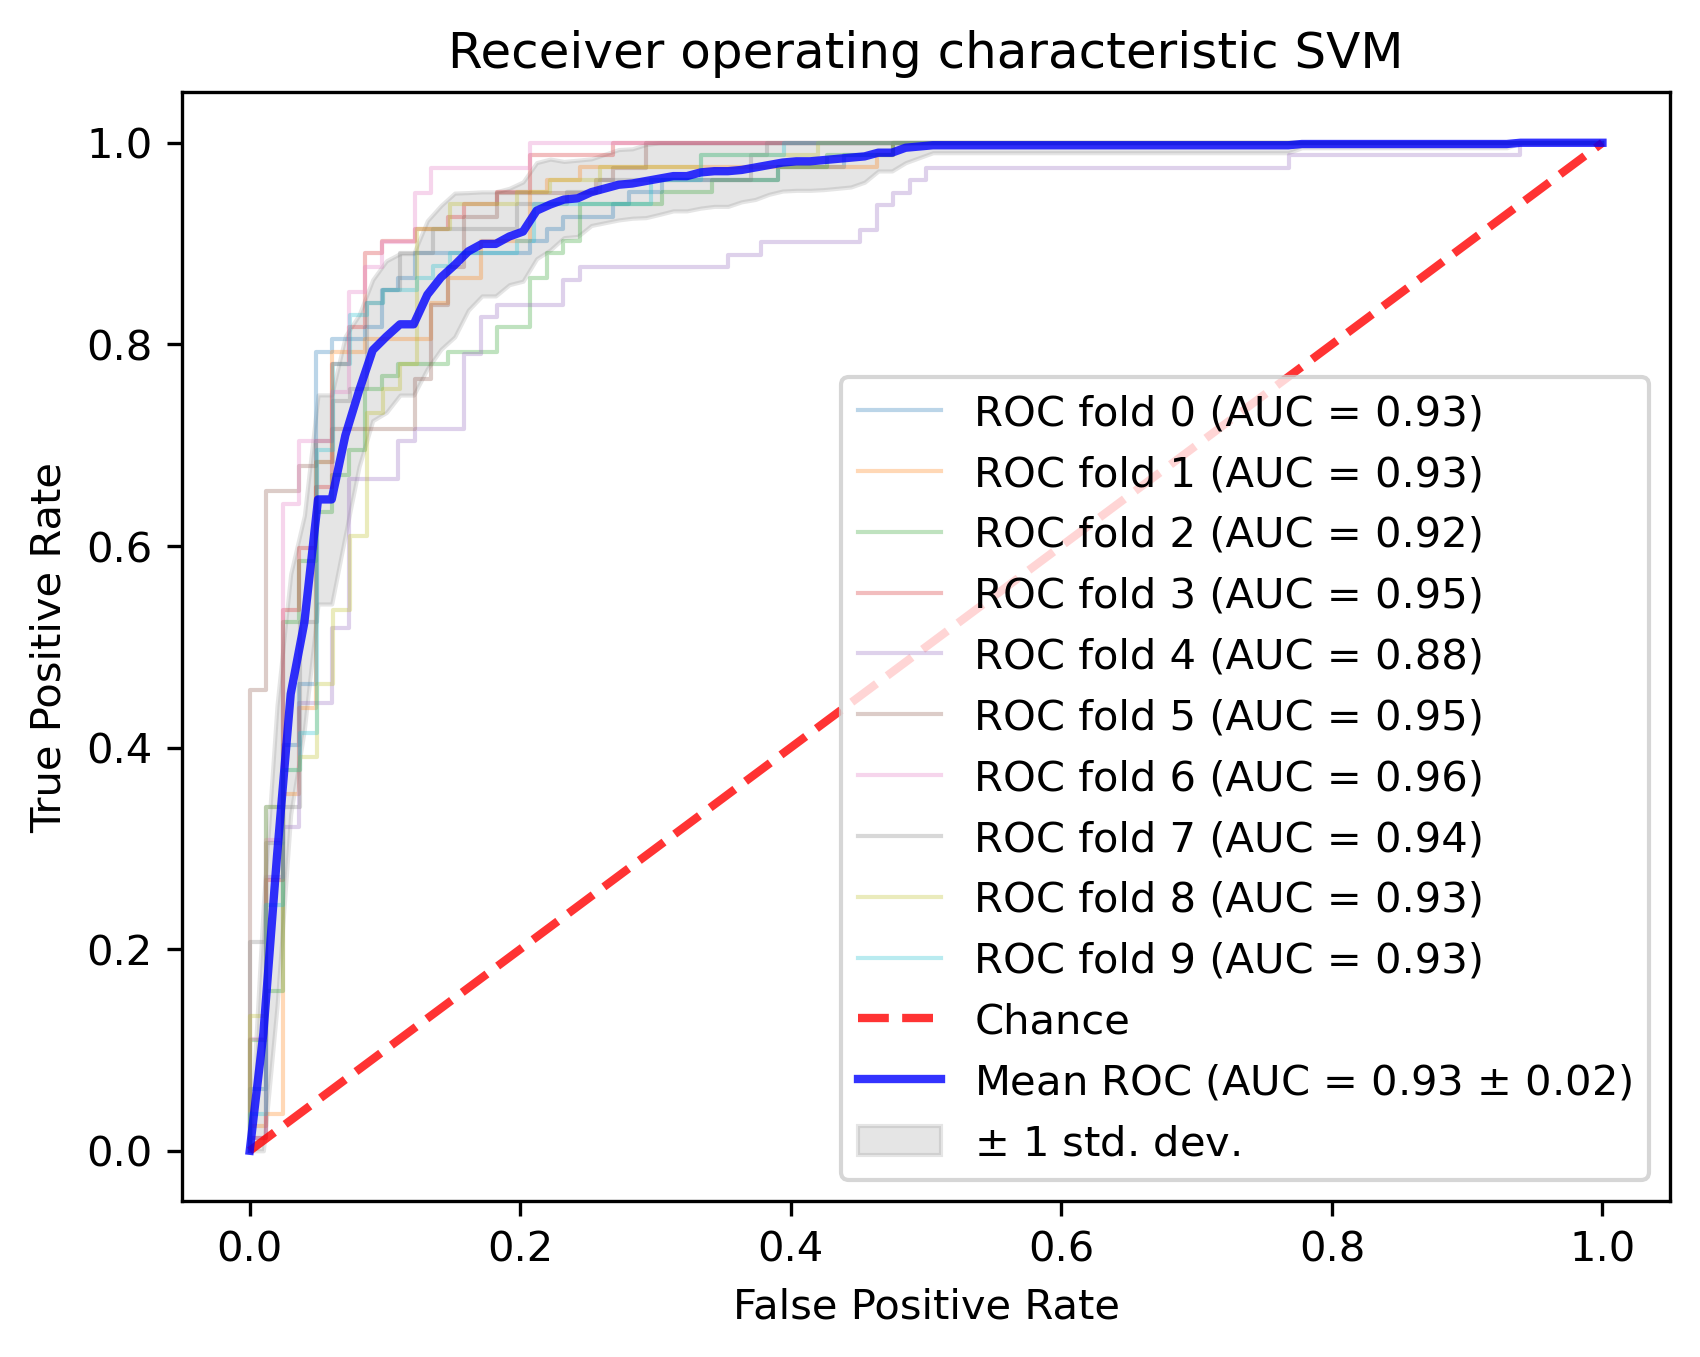 Receiver operating characteristic SVM
True Positive Rate
1.0
0.8
0.6
0.4
0.2
0.0
ROC fold 0 (AUC = 0.93)
ROC fold 1 (AUC = 0.93)
ROC fold 2 (AUC = 0.92)
ROC fold 3 (AUC = 0.95)
ROC fold 4 (AUC = 0.88)
ROC fold 5 (AUC = 0.95)
ROC fold 6 (AUC = 0.96)
ROC fold 7 (AUC = 0.94)
ROC fold 8 (AUC = 0.93)
ROC fold 9 (AUC = 0.93)
Chance
Mean ROC (AUC = 0.93 ± 0.02)
± 1 std. dev.
0.0 0.2 0.4 0.6 0.8 1.0
False Positive Rate